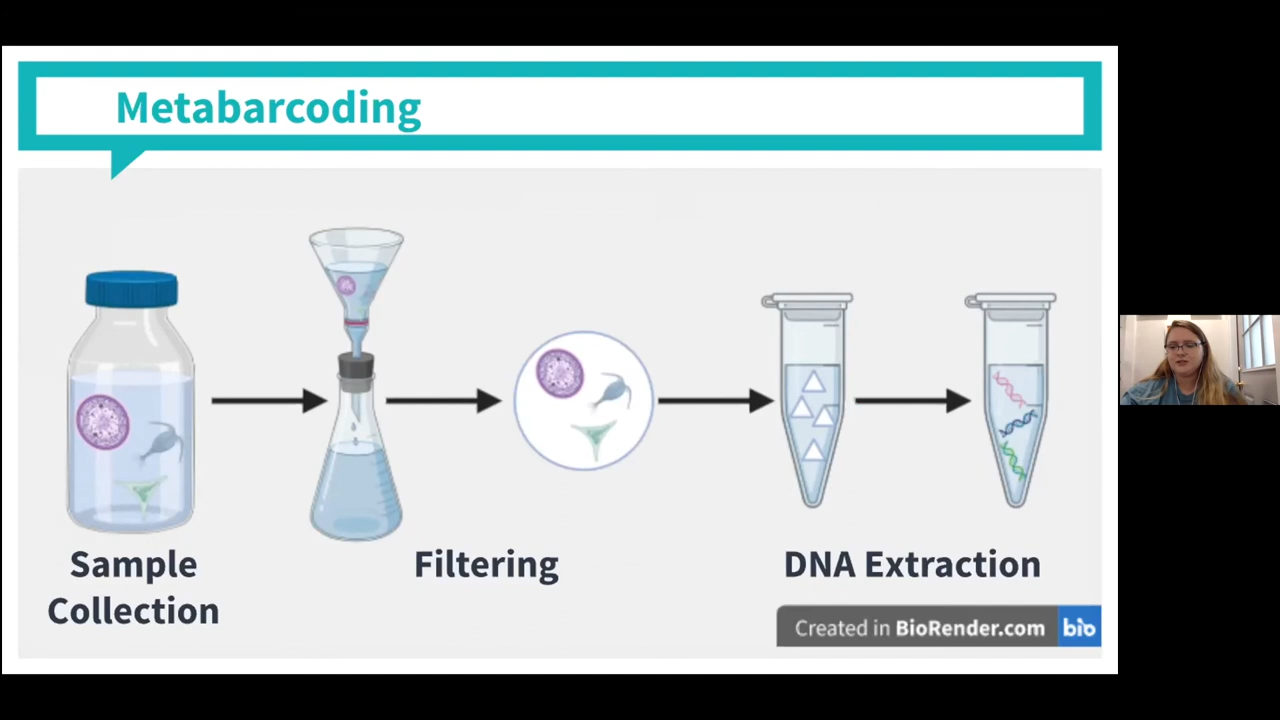 Metabarcoding
Sample
Collection
Filtering
DNA Extraction
Created in BioRender.com
bio